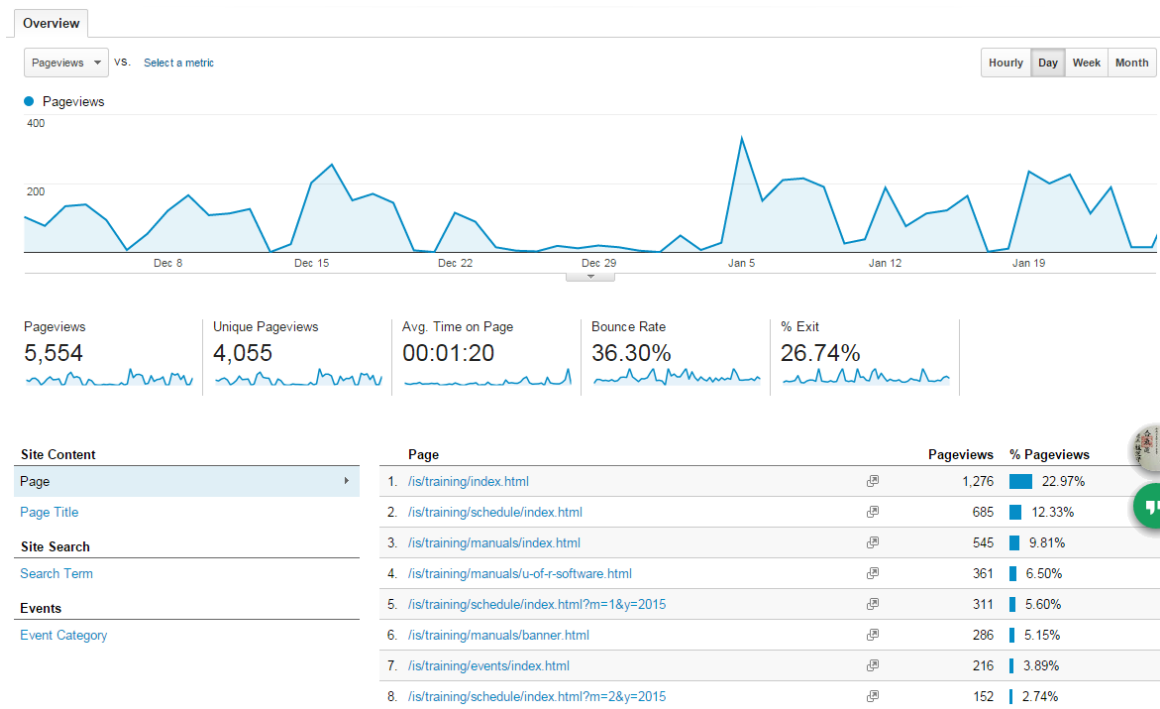 Overview
Pageviews VS. Select a metric
Hourly Day Week Month
Pageviews
400
200
Dec 8 Dec 15 Dec 22 Dec 29 Jan 5 Jan 12 Jan 19
Pageviews Unique Pageviews Avg. Time on Page Bounce Rate % Exit
5,554 4,055 00:01:20 36.30% 26.74%
Site Content
Page
Page Title
Site Search
Search Term
Events
Event Category
Page Pageviews % Pageviews
1. /is/training/index.html 1,276 22.97%
2. /is/training/schedule/index.html 685 12.33%
3. /is/training/manuals/index.html 545 9.81%
4. /is/training/manuals/u-of-r-software.html 361 6.50%
5. /is/training/schedule/index.html?m=1&y=2015 311 5.60%
6. /is/training/manuals/banner.html 286 5.15%
7. /is/training/events/index.html 216 3.89%
8. /is/training/schedule/index.html?m=2&y=2015 152 2.74%